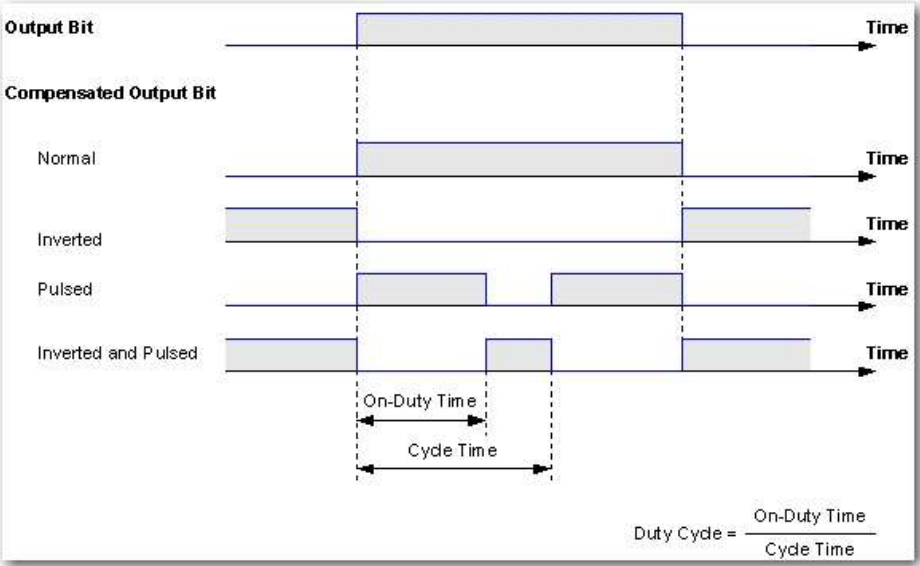 Output Bit
Time
Compensated Output Bit
Normal
Time
Inverted
Time
Pulsed
Time
Inverted and Pulsed
Time
On-Duty Time
Cycle Time
Duty Cycle = On-Duty Time
Cycle Time